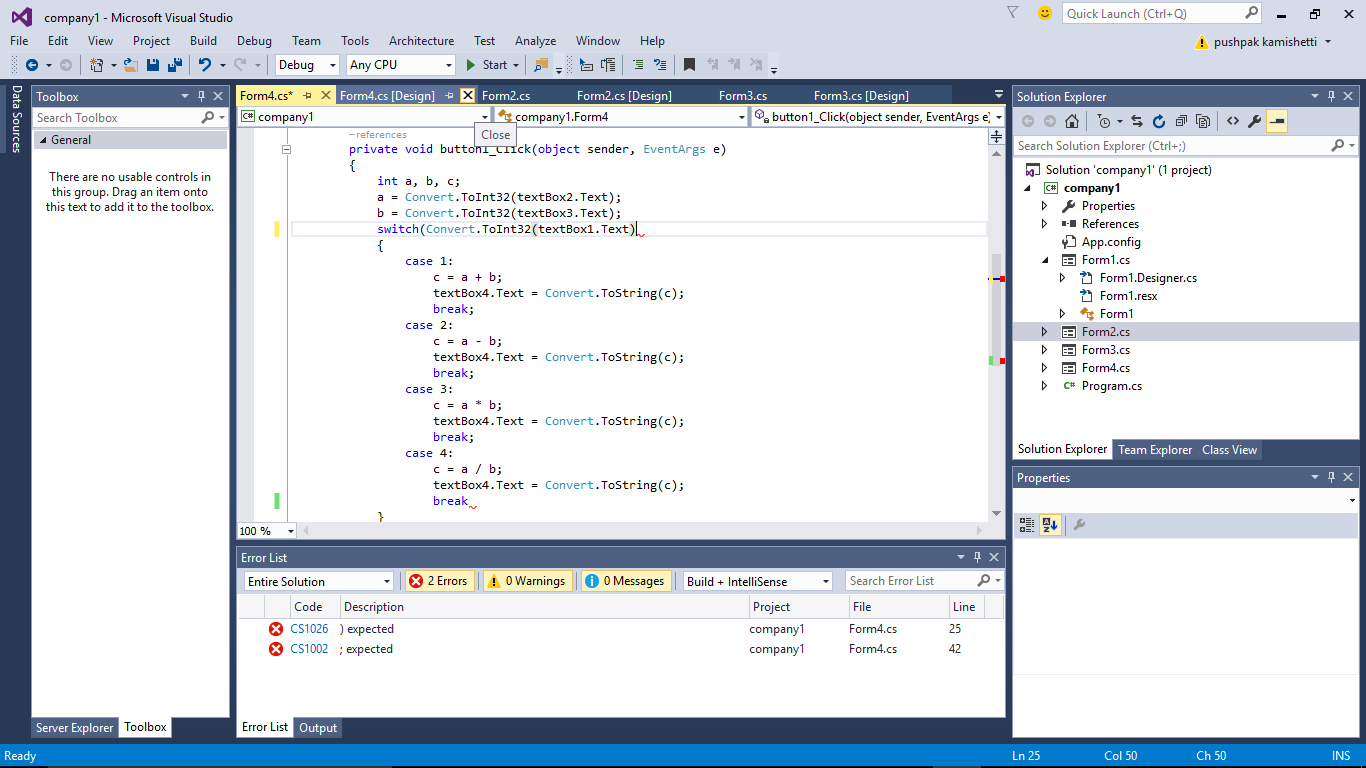 company1 - Microsoft Visual Studio
Quick Launch (Ctrl+Q)
File Edit View Project Build Debug Team Tools Architecture Test Analyze Window Help
pushpak kamishetti
Debug Any CPU Start
Data Sources
Toolbox
Search Toolbox
General
There are no usable controls in
this group. Drag an item onto
this text to add it to the toolbox.
Server Explorer Toolbox
Form4.cs* Form4.cs [Design] Form2.cs Form2.cs [Design] Form3.cs Form3.cs [Design]
company1 company1.Form4 button1_Click(object sender, EventArgs e)
Close
references
private void button1_Click(object sender, EventArgs e)
{
int a, b, c;
a = Convert.ToInt32(textBox2.Text);
b = Convert.ToInt32(textBox3.Text);
switch(Convert.ToInt32(textBox1.Text)
{
case 1:
c = a + b;
textBox4.Text = Convert.ToString(c);
break;
case 2:
c = a - b;
textBox4.Text = Convert.ToString(c);
break;
case 3:
c = a * b;
textBox4.Text = Convert.ToString(c);
break;
case 4:
c = a / b;
textBox4.Text = Convert.ToString(c);
break
}
100 %
Error List
Entire Solution 2 Errors 0 Warnings 0 Messages Build + IntelliSense Search Error List
Code Description Project File Line
CS1026 ) expected company1 Form4.cs 25
CS1002 ; expected company1 Form4.cs 42
Error List Output
Solution Explorer
Search Solution Explorer (Ctrl+;)
Solution 'company1' (1 project)
company1
Properties
References
App.config
Form1.cs
Form1.Designer.cs
Form1.resx
Form1
Form2.cs
Form3.cs
Form4.cs
Program.cs
Solution Explorer Team Explorer Class View
Properties
Ready Ln 25 Col 50 Ch 50 INS